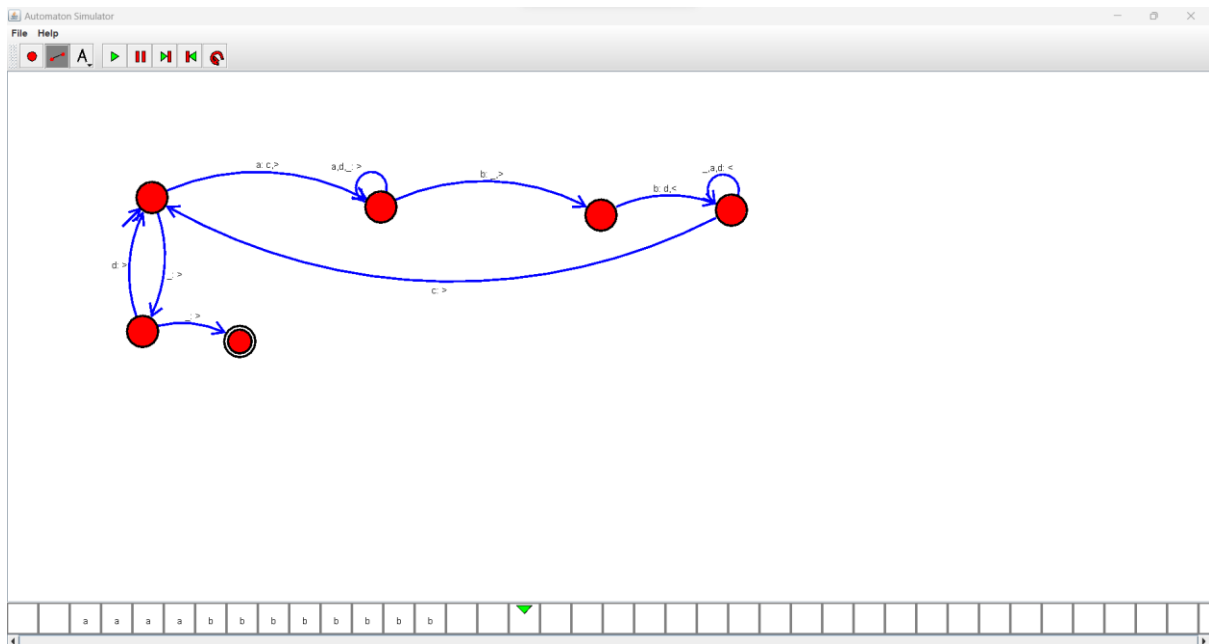 Automaton Simulator
File Help
A
a: c,>
a,d,_: >
b: _,>
b: d,<
_,a,d: <
d: >
_: >
c: >
_: >
a a a a b b b b b b b b